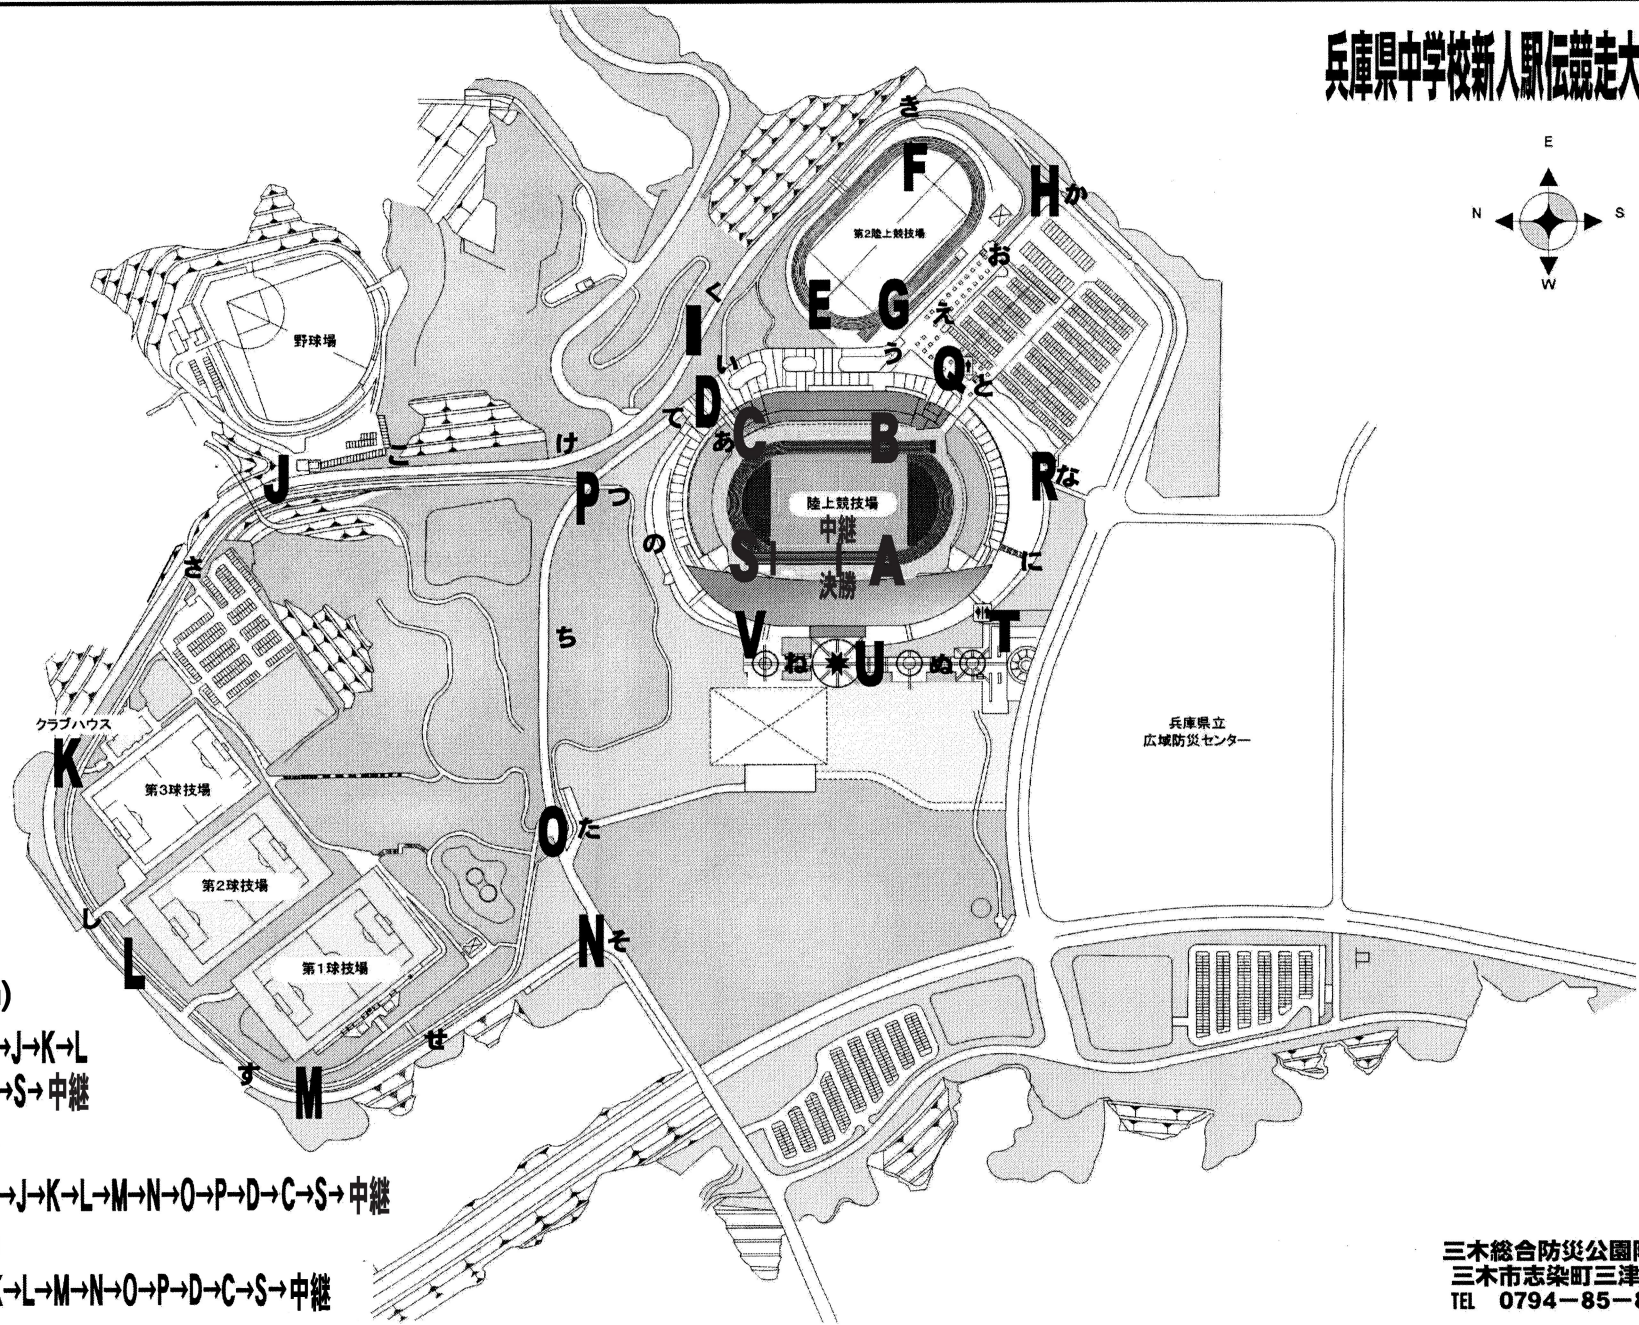 兵庫県中学校新人駅伝競走大
E
N
S
W
き
F
H
か
第2陸上競技場
お
く
E
G
え
I
野球場
う
い
Q
と
D
て
あ
C
B
け
こ
J
P
つ
R
な
陸上競技場
中継
の
S
A
に
決勝
さ
ち
V
T
ね
U
ぬ
クラブハウス
K
兵庫県立
広域防災センター
第3球技場
O
た
第2球技場
し
L
N
そ
第1球技場
)
せ
→J→K→L
す
M
→S→中継
→J→K→L→M→N→O→P→D→C→S→中継
K→L→M→N→O→P→D→C→S→中継
三木総合防災公園
三木市志染町三津
TEL 0794-85-